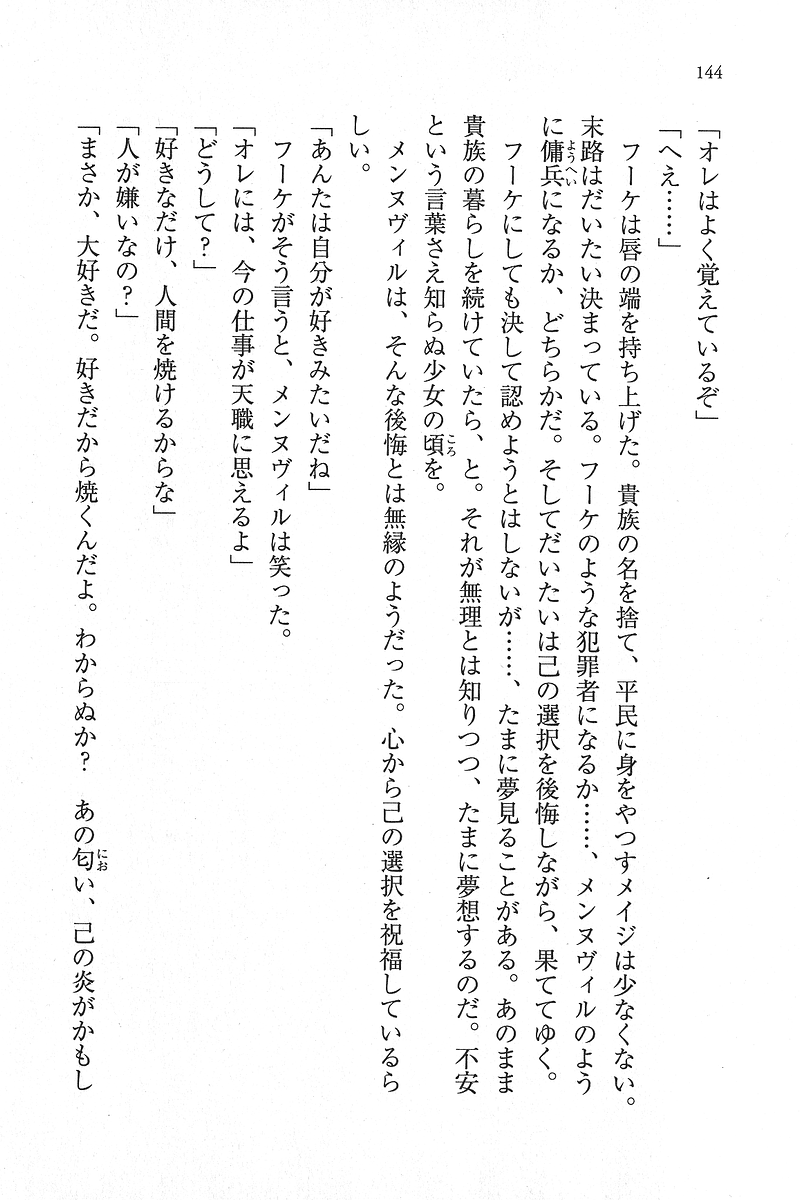 144
「オレはよく覚えているぞ」
「へえ……」
　フーケは唇の端を持ち上げた。貴族の名を捨て、平民に身をやつすメイジは少なくない。
末路はだいたい決まっている。フーケのような犯罪者になるか……、メンヌヴィルのよう
に傭兵になるか、どちらかだ。そしてだいたいは己の選択を後悔しながら、果ててゆく。
　フーケにしても決して認めようとはしないが……、たまに夢見ることがある。あのまま
貴族の暮らしを続けていたら、と。それが無理とは知りつつ、たまに夢想するのだ。不安
という言葉さえ知らぬ少女の頃を。
　メンヌヴィルは、そんな後悔とは無縁のようだった。心から己の選択を祝福しているら
しい。
「あんたは自分が好きみたいだね」
　フーケがそう言うと、メンヌヴィルは笑った。
「オレには、今の仕事が天職に思えるよ」
「どうして？」
「好きなだけ、人間を焼けるからな」
「人が嫌いなの？」
「まさか、大好きだ。好きだから焼くんだよ。わからぬか？　あの匂い、己の炎がかもし